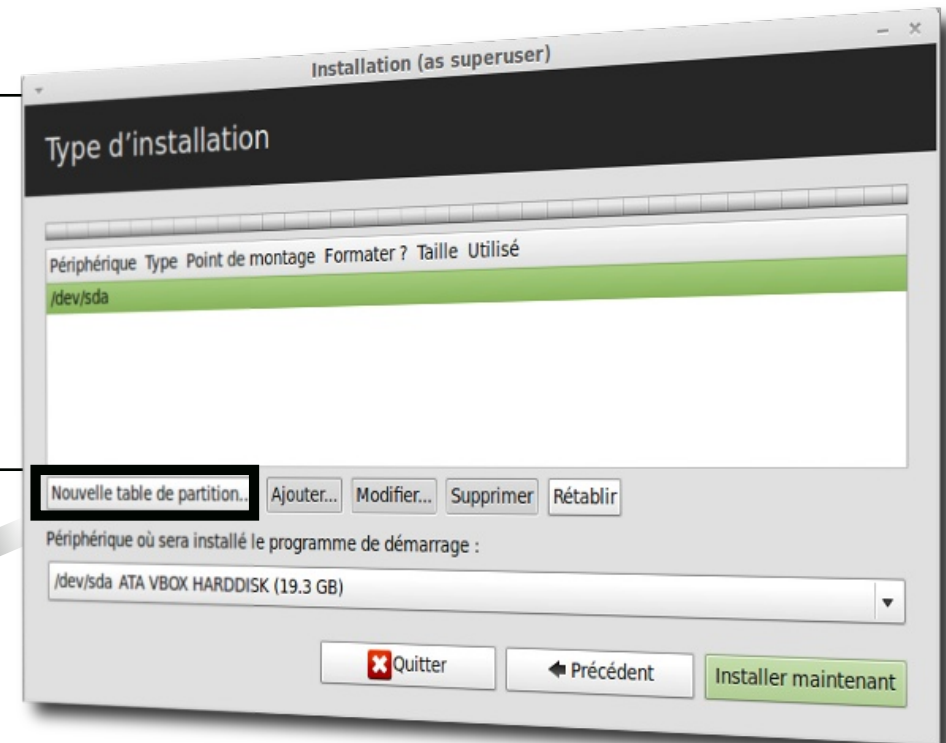 Installation (as superuser)
Type d'installation
Périphérique Type Point de montage Formater ? Taille Utilisé
/dev/sda
Nouvelle table de partition... Ajouter... Modifier... Supprimer Rétablir
Périphérique où sera installé le programme de démarrage :
/dev/sda ATA VBOX HARDDISK (19.3 GB)
Quitter Précédent Installer maintenant